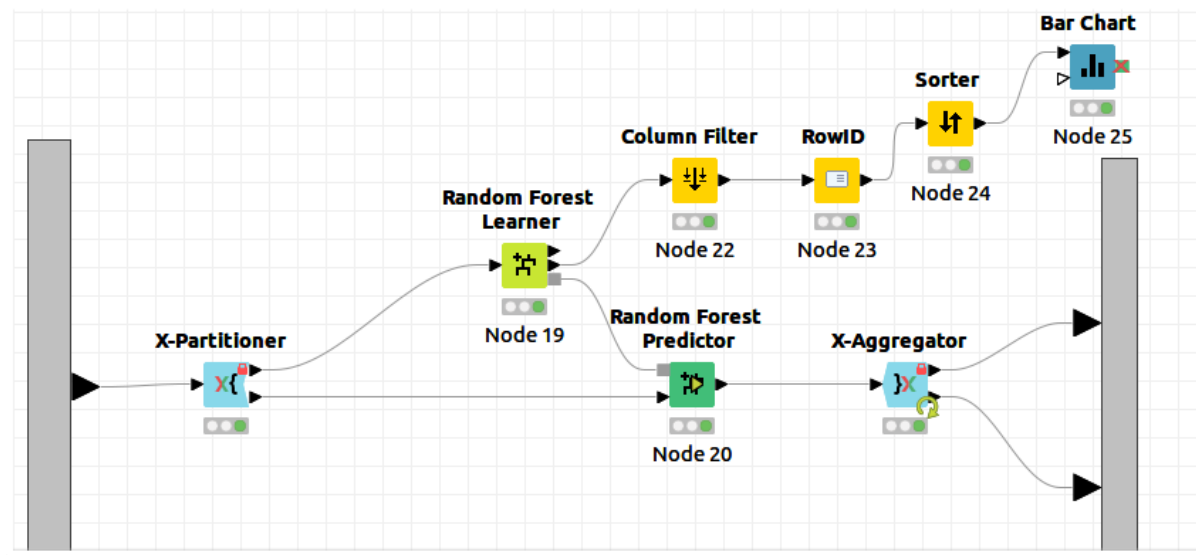 Bar Chart
Node 25
Sorter
Node 24
Column Filter
Node 22
RowID
Node 23
Random Forest
Learner
Node 19
Random Forest
Predictor
Node 20
X-Partitioner
X-Aggregator